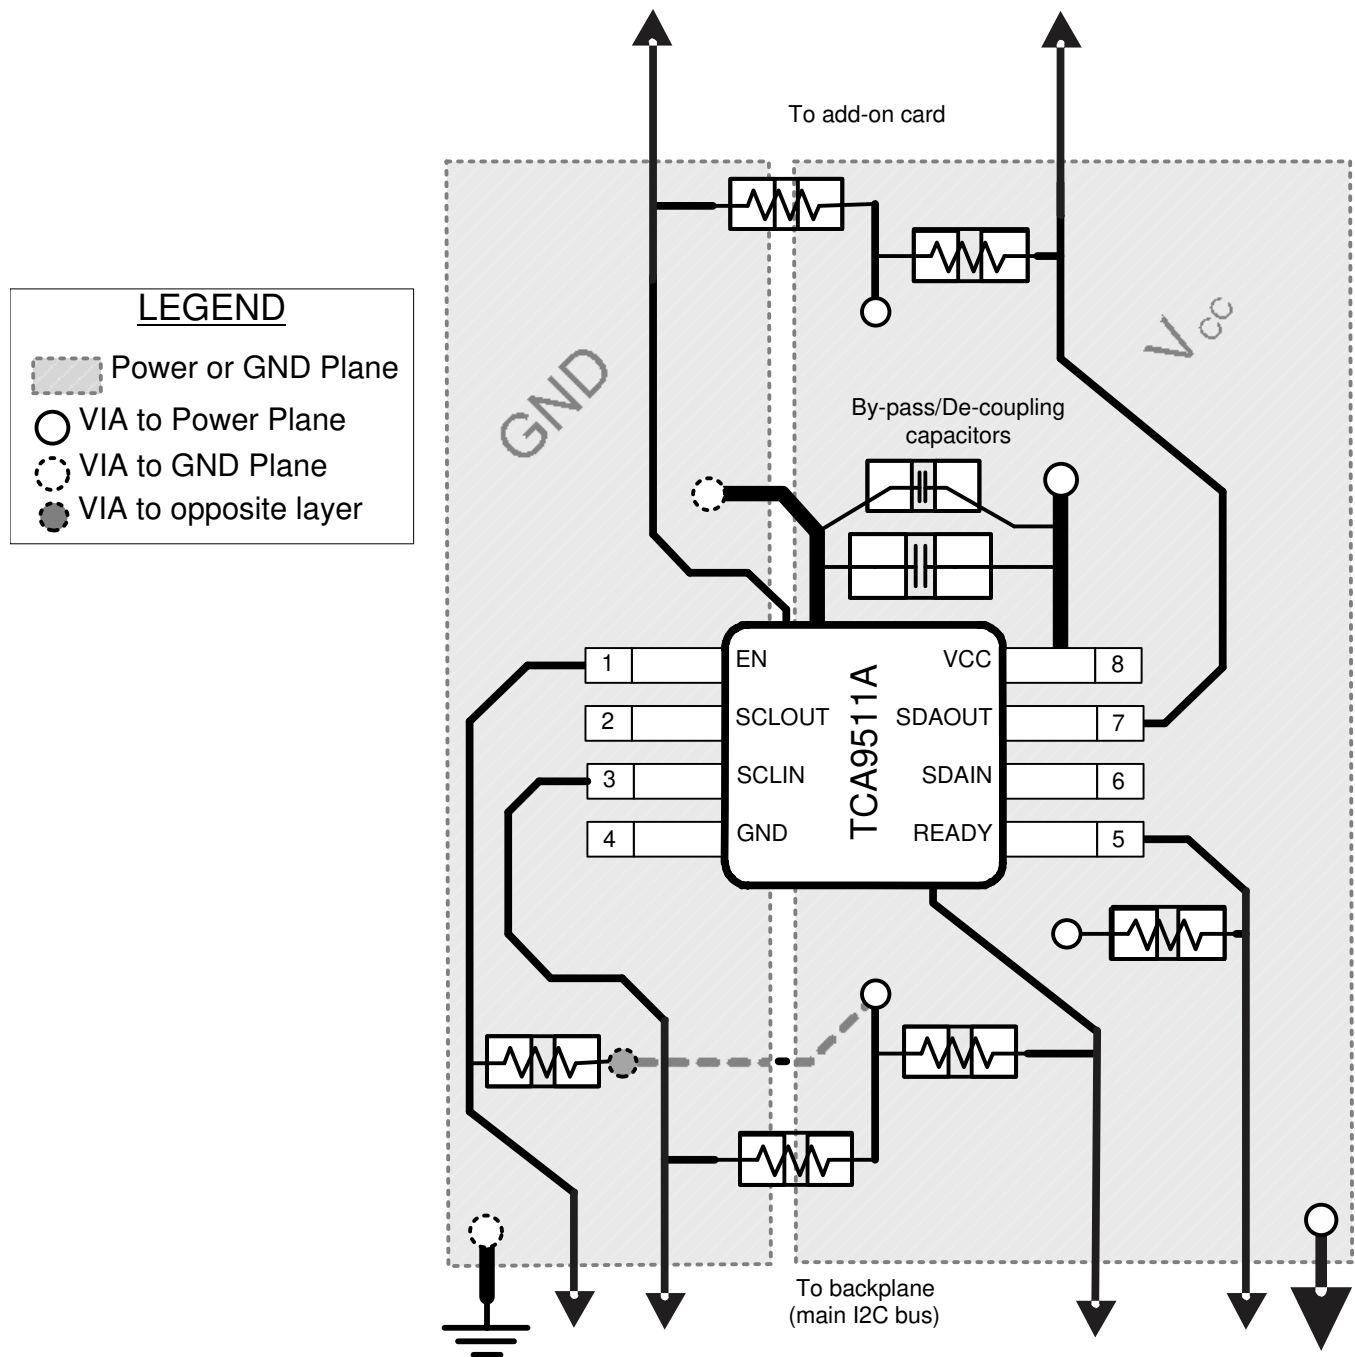 To add-on card
LEGEND
Power or GND Plane
VIA to Power Plane
VIA to GND Plane
VIA to opposite layer
GND
VCC
By-pass/De-coupling
capacitors
1 EN VCC 8
2 SCLOUT SDAOUT 7
3 SCLIN SDAIN 6
4 GND READY 5
TCA9511A
To backplane
(main I2C bus)